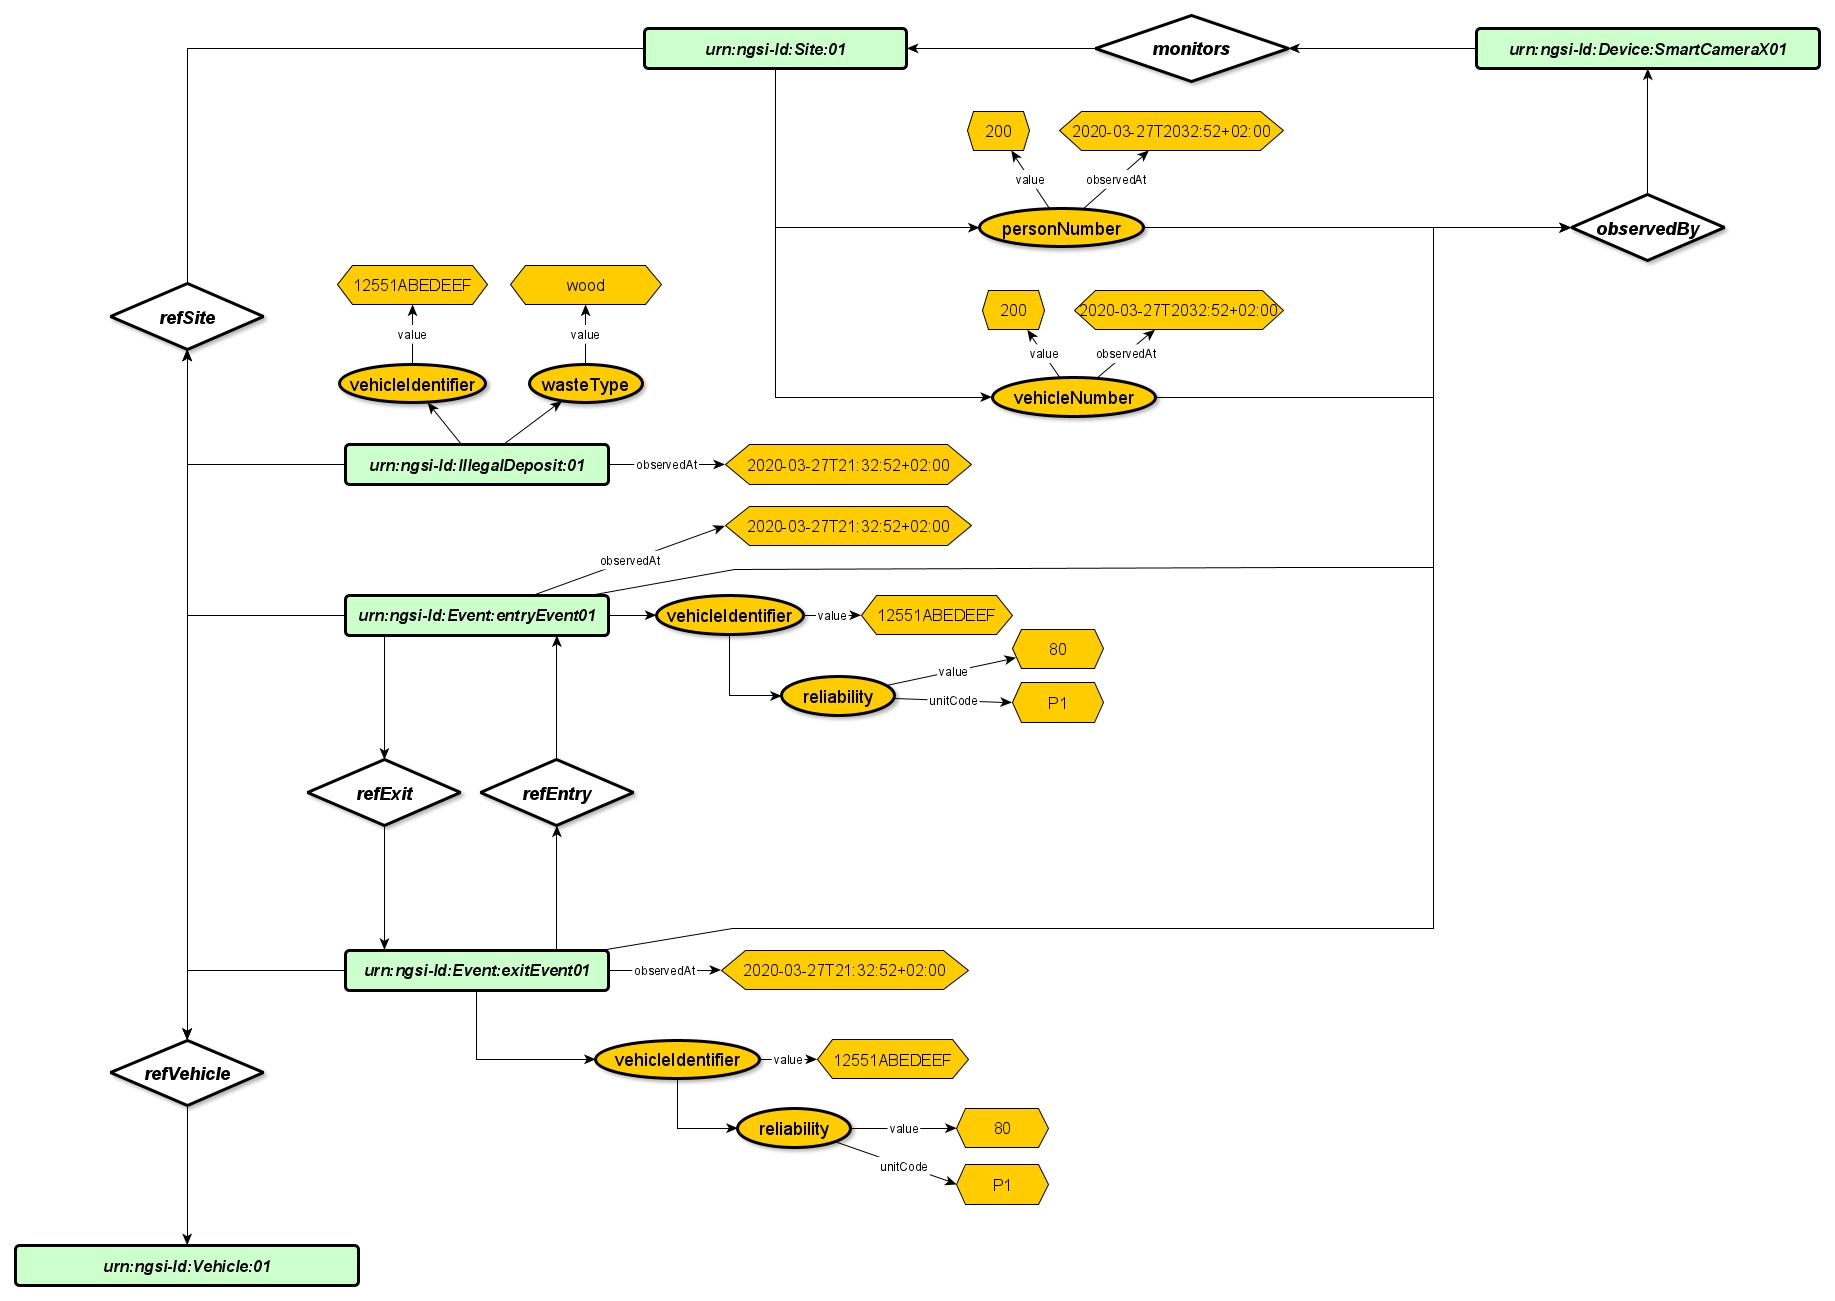 urn:ngsi-ld:Site:01
monitors
urn:ngsi-ld:Device:SmartCameraX01
200
2020-03-27T2032:52+02:00
value
observedAt
personNumber
observedBy
refSite
12551ABEDEEF
wood
200
2020-03-27T2032:52+02:00
value
value
value
observedAt
vehicleIdentifier
wasteType
vehicleNumber
urn:ngsi-ld:IllegalDeposit:01
observedAt
2020-03-27T21:32:52+02:00
2020-03-27T21:32:52+02:00
observedAt
urn:ngsi-ld:Event:entryEvent01
vehicleIdentifier
value
12551ABEDEEF
80
value
reliability
unitCode
P1
refExit
refEntry
urn:ngsi-ld:Event:exitEvent01
observedAt
2020-03-27T21:32:52+02:00
vehicleIdentifier
value
12551ABEDEEF
refVehicle
reliability
value
80
unitCode
P1
urn:ngsi-ld:Vehicle:01